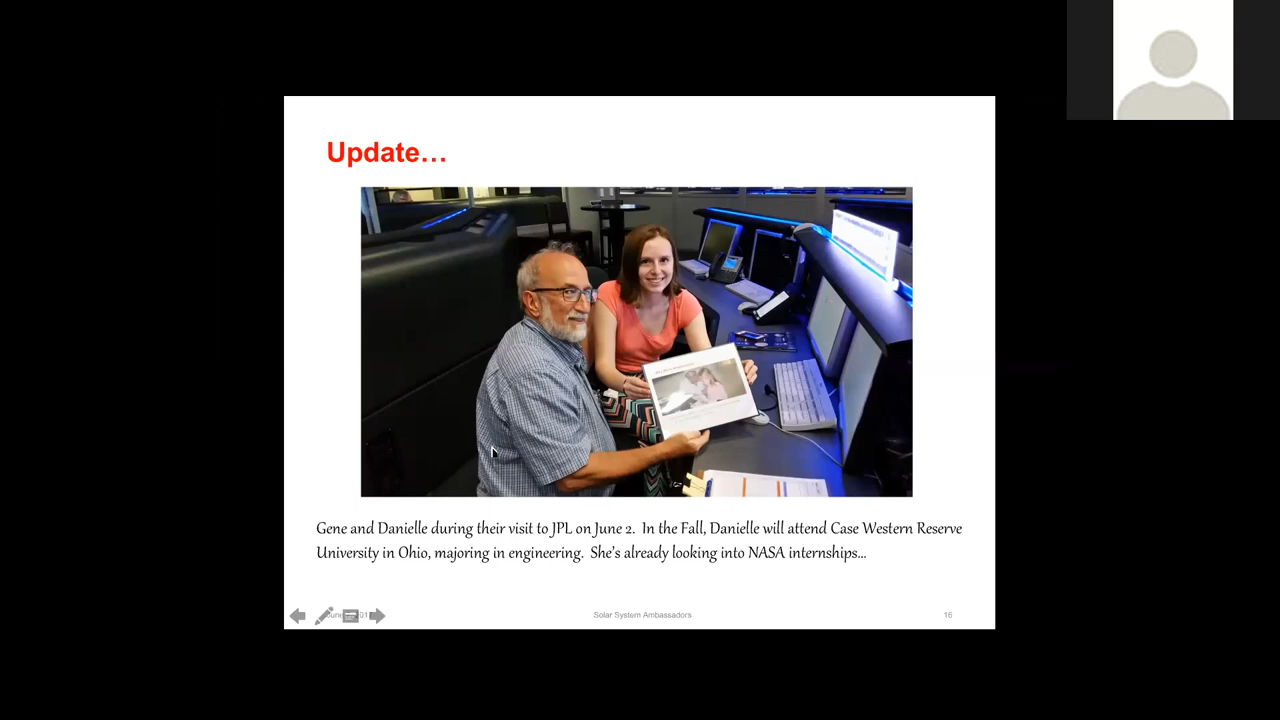 Update…
Gene and Danielle during their visit to JPL on June 2.  In the Fall, Danielle will attend Case Western Reserve
University in Ohio, majoring in engineering.  She's already looking into NASA internships...
Solar System Ambassadors
16